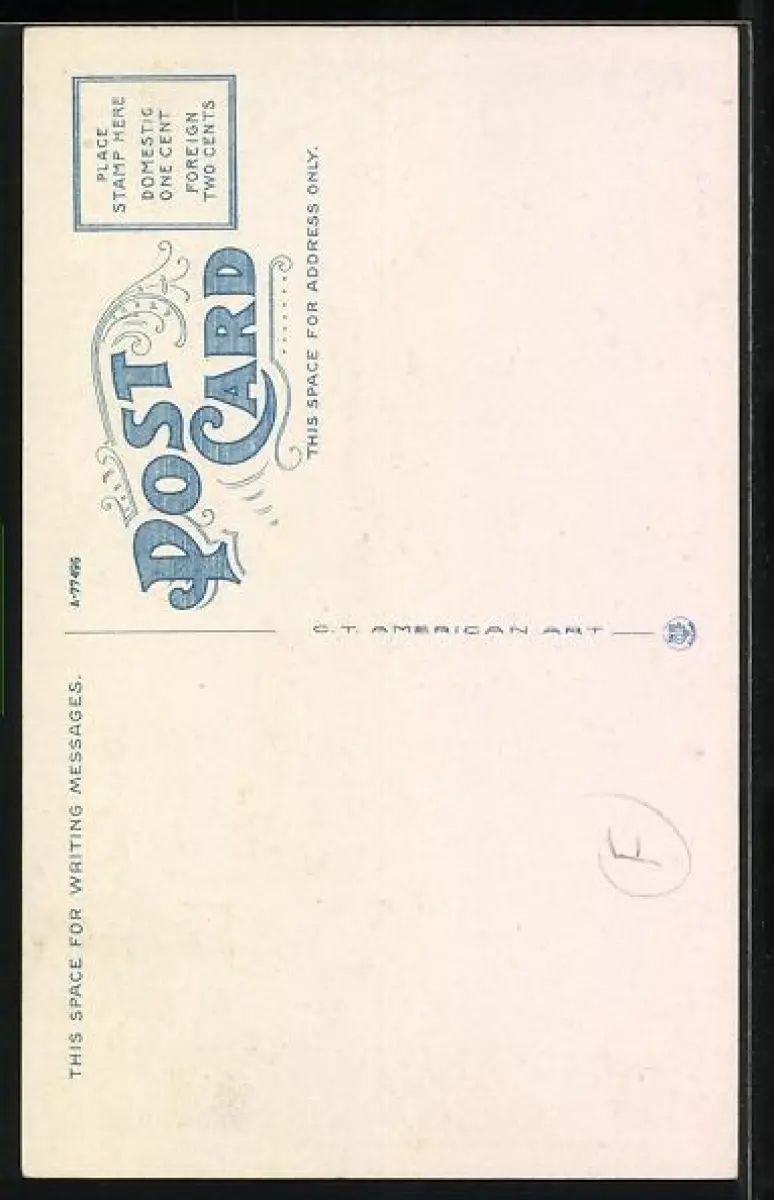 THIS SPACE FOR WRITING MESSAGES.
A-77495
POST
CARD
PLACE
STAMP HERE
DOMESTIC
ONE CENT
FOREIGN
TWO CENTS
THIS SPACE FOR ADDRESS ONLY.
C.T. AMERICAN ART
F